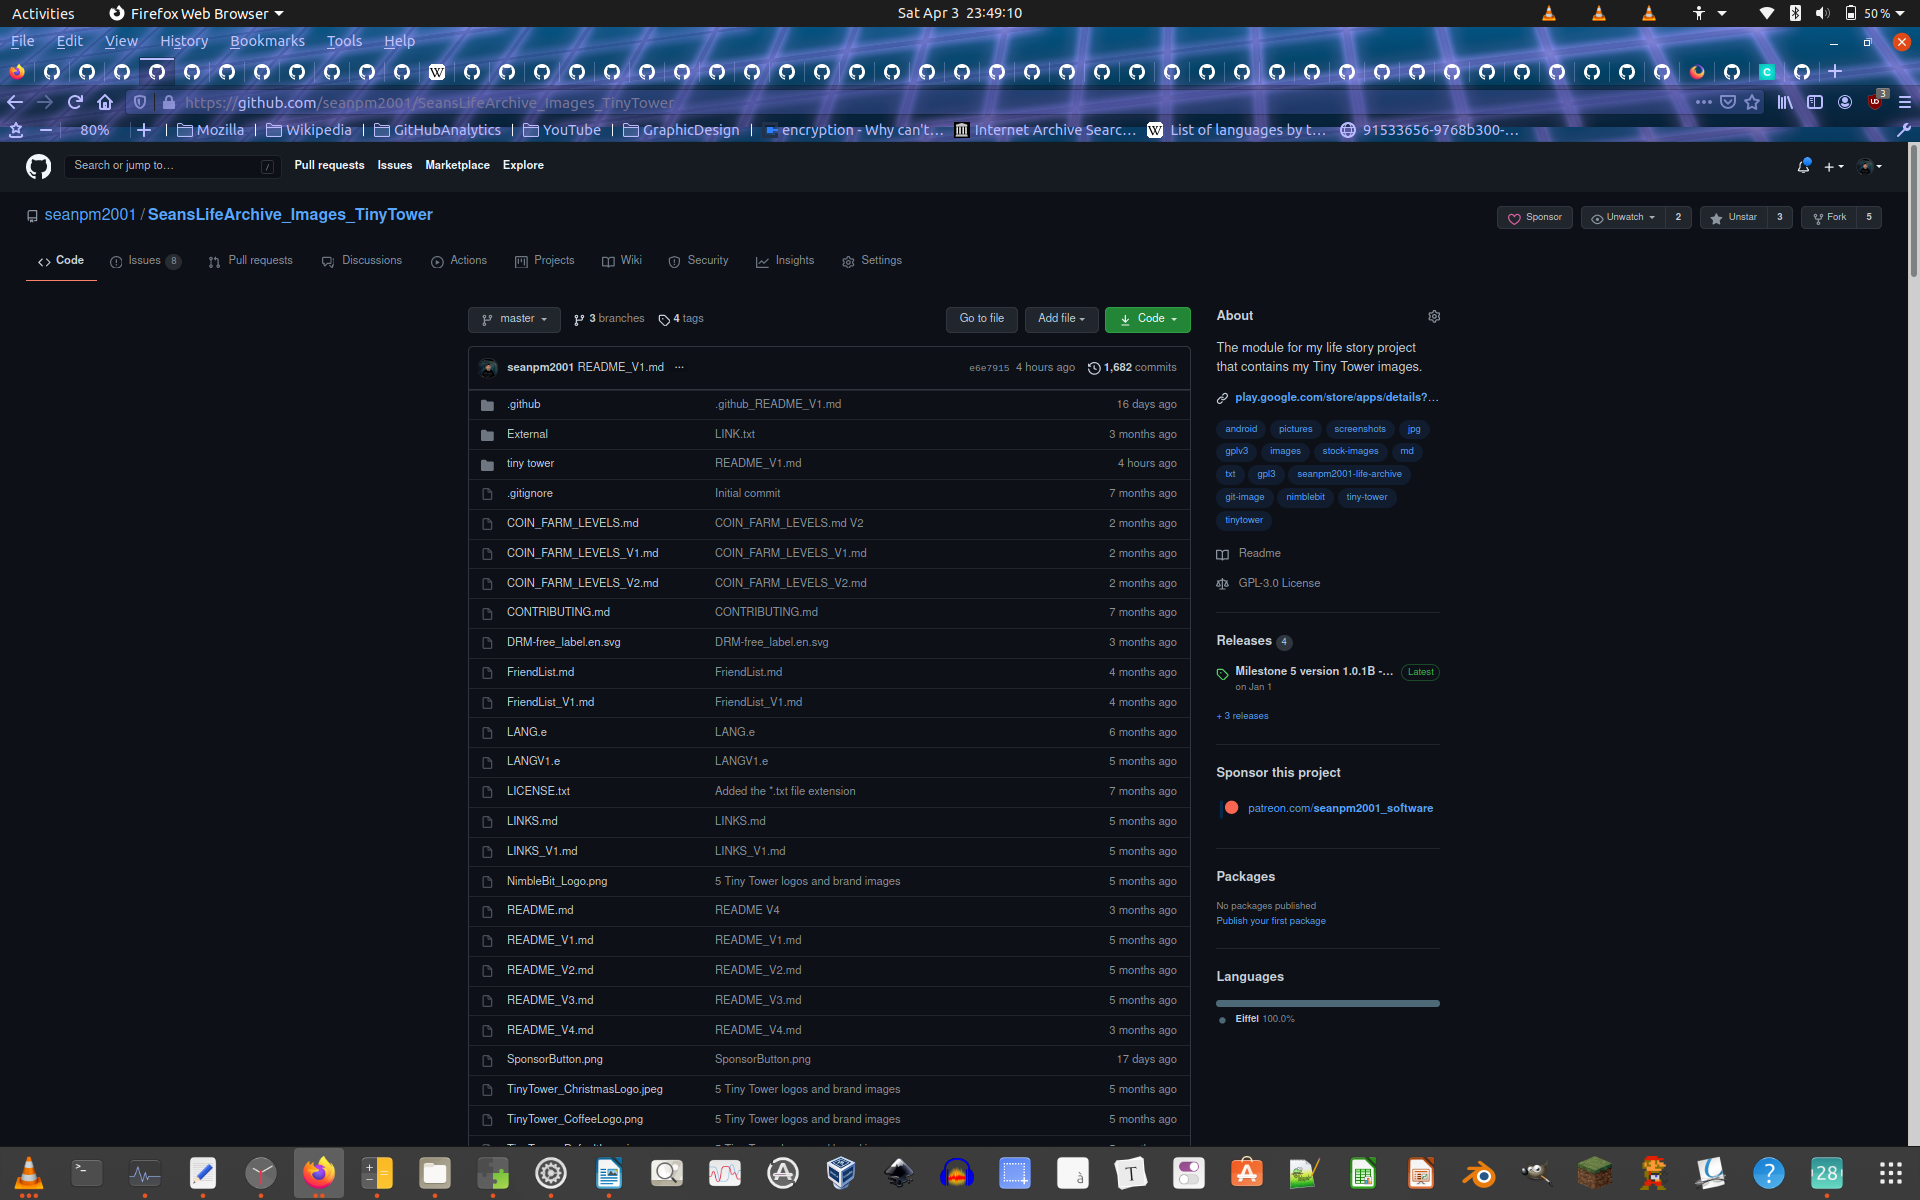 Activities
Firefox Web Browser
Sat Apr 3 23:49:10
50 %
File Edit View History Bookmarks Tools Help
https://github.com/seanpm2001/SeansLifeArchive_Images_TinyTower
3
80%
Mozilla
Wikipedia
GitHubAnalytics
YouTube
GraphicDesign
encryption - Why can't…
Internet Archive Searc…
List of languages by t…
91533656-9768b300-…
Search or jump to…
/
Pull requests Issues Marketplace Explore
seanpm2001 / SeansLifeArchive_Images_TinyTower
Sponsor
Unwatch 2
Unstar 3
Fork 5
Code
Issues 8
Pull requests
Discussions
Actions
Projects
Wiki
Security
Insights
Settings
master
3 branches
4 tags
Go to file
Add file
Code
seanpm2001 README_V1.md ...
e6e7915 4 hours ago 1,682 commits
.github .github_README_V1.md 16 days ago
External LINK.txt 3 months ago
tiny tower README_V1.md 4 hours ago
.gitignore Initial commit 7 months ago
COIN_FARM_LEVELS.md COIN_FARM_LEVELS.md V2 2 months ago
COIN_FARM_LEVELS_V1.md COIN_FARM_LEVELS_V1.md 2 months ago
COIN_FARM_LEVELS_V2.md COIN_FARM_LEVELS_V2.md 2 months ago
CONTRIBUTING.md CONTRIBUTING.md 7 months ago
DRM-free_label.en.svg DRM-free_label.en.svg 3 months ago
FriendList.md FriendList.md 4 months ago
FriendList_V1.md FriendList_V1.md 4 months ago
LANG.e LANG.e 6 months ago
LANGV1.e LANGV1.e 5 months ago
LICENSE.txt Added the *.txt file extension 7 months ago
LINKS.md LINKS.md 5 months ago
LINKS_V1.md LINKS_V1.md 5 months ago
NimbleBit_Logo.png 5 Tiny Tower logos and brand images 5 months ago
README.md README V4 3 months ago
README_V1.md README_V1.md 5 months ago
README_V2.md README_V2.md 5 months ago
README_V3.md README_V3.md 5 months ago
README_V4.md README_V4.md 3 months ago
SponsorButton.png SponsorButton.png 17 days ago
TinyTower_ChristmasLogo.jpeg 5 Tiny Tower logos and brand images 5 months ago
TinyTower_CoffeeLogo.png 5 Tiny Tower logos and brand images 5 months ago
About
The module for my life story project
that contains my Tiny Tower images.
play.google.com/store/apps/details?…
android pictures screenshots jpg
gplv3 images stock-images md
txt gpl3 seanpm2001-life-archive
git-image nimblebit tiny-tower
tinytower
Readme
GPL-3.0 License
Releases 4
Milestone 5 version 1.0.1B -… Latest
on Jan 1
+ 3 releases
Sponsor this project
patreon.com/seanpm2001_software
Packages
No packages published
Publish your first package
Languages
Eiffel 100.0%
28